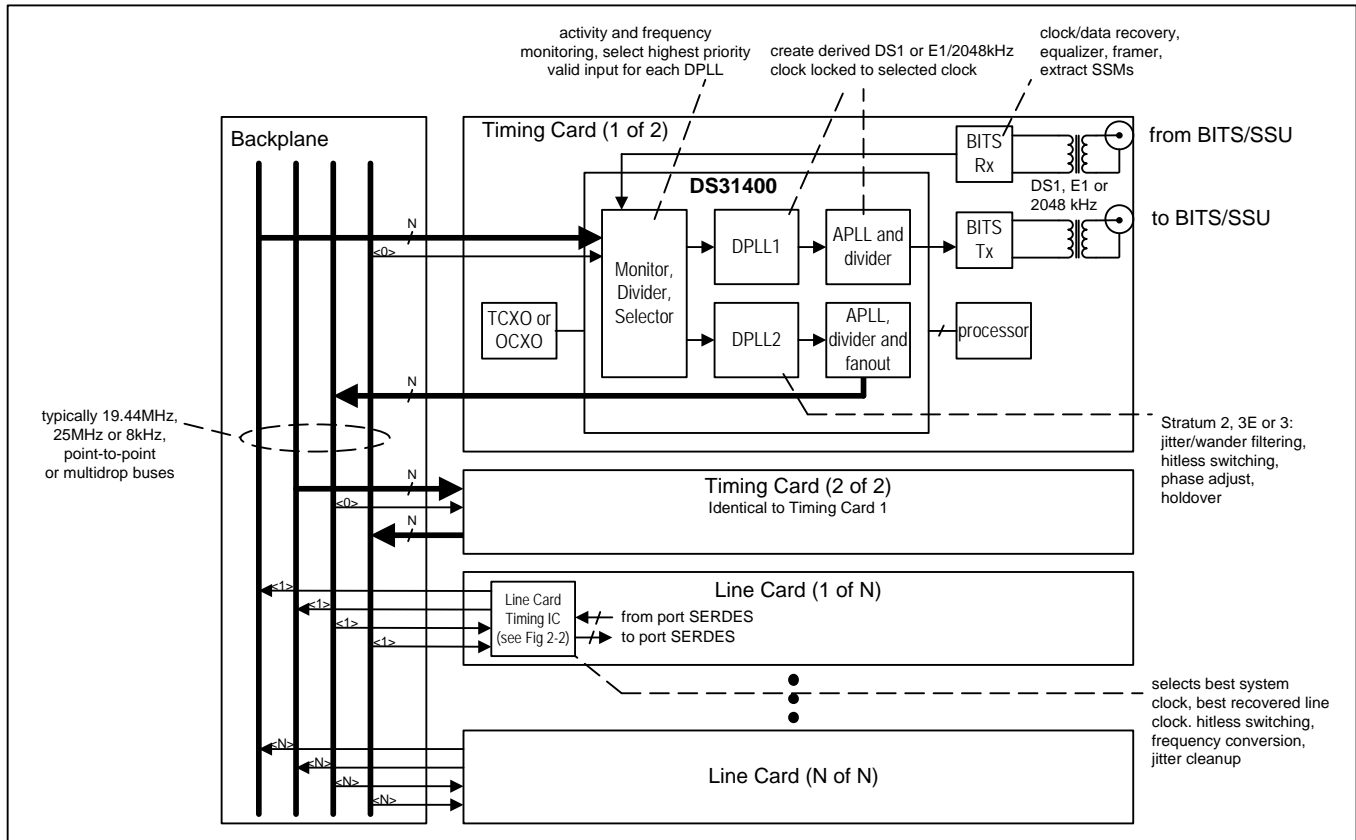 activity and frequency
monitoring, select highest priority
valid input for each DPLL
create derived DS1 or E1/2048kHz
clock locked to selected clock
clock/data recovery,
equalizer, framer,
extract SSMs
Backplane
Timing Card (1 of 2)
BITS
Rx
from BITS/SSU
DS1, E1 or
2048 kHz
DS31400
to BITS/SSU
BITS
Tx
N
<0>
Monitor,
Divider,
Selector
DPLL1
APLL and
divider
TCXO or
OCXO
DPLL2
APLL,
divider and
fanout
processor
N
typically 19.44MHz,
25MHz or 8kHz,
point-to-point
or multidrop buses
Stratum 2, 3E or 3:
jitter/wander filtering,
hitless switching,
phase adjust,
holdover
N
<0>
N
Timing Card (2 of 2)
Identical to Timing Card 1
<1>
<1>
<1>
<1>
Line Card (1 of N)
Line Card
Timing IC
(see Fig 2-2)
from port SERDES
to port SERDES
selects best system
clock, best recovered line
clock. hitless switching,
frequency conversion,
jitter cleanup
<N>
<N>
<N>
<N>
Line Card (N of N)